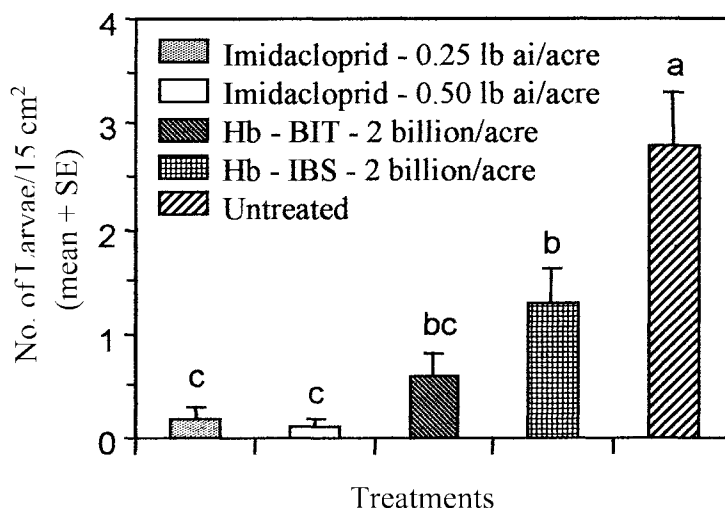 No. of Larvae/15 cm²
(mean + SE)
4
3
2
1
0
Imidacloprid - 0.25 lb ai/acre
Imidacloprid - 0.50 lb ai/acre
Hb - BIT - 2 billion/acre
Hb - IBS - 2 billion/acre
Untreated
c
c
bc
b
a
Treatments